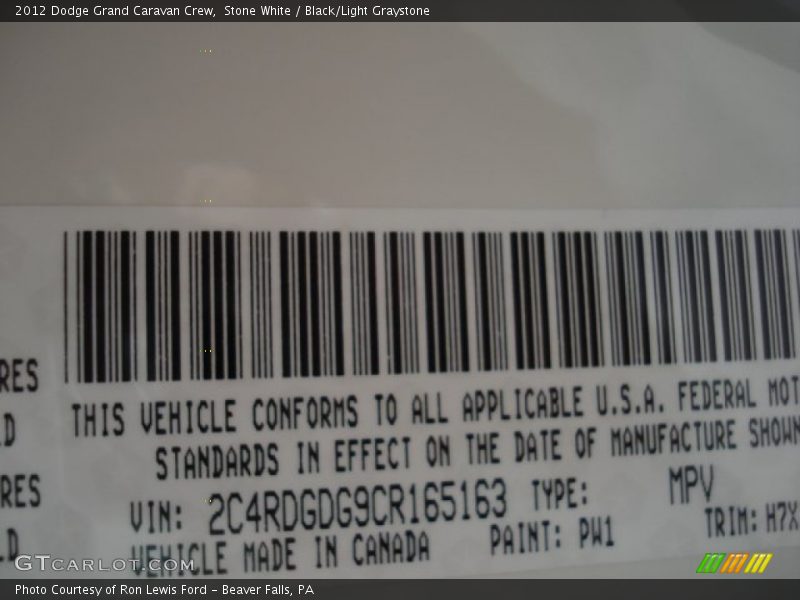 2012 Dodge Grand Caravan Crew,  Stone White / Black/Light Graystone
RES
D
RES
D
THIS VEHICLE CONFORMS TO ALL APPLICABLE U.S.A. FEDERAL MOT
STANDARDS IN EFFECT ON THE DATE OF MANUFACTURE SHOWN
VIN: 2C4RDGDG9CR165163 TYPE: MPV
VEHICLE MADE IN CANADA PAINT: PW1 TRIM: H7X
GTCARLOT.COM
Photo Courtesy of Ron Lewis Ford – Beaver Falls, PA